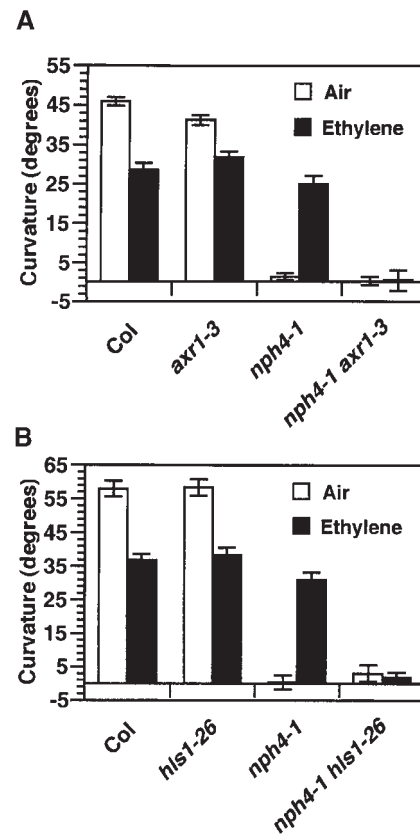 A
Curvature (degrees)
55
45
35
25
15
5
-5
Air
Ethylene
Col
axr1-3
nph4-1
nph4-1 axr1-3
B
Curvature (degrees)
65
55
45
35
25
15
5
-5
Air
Ethylene
Col
hls1-26
nph4-1
nph4-1 hls1-26